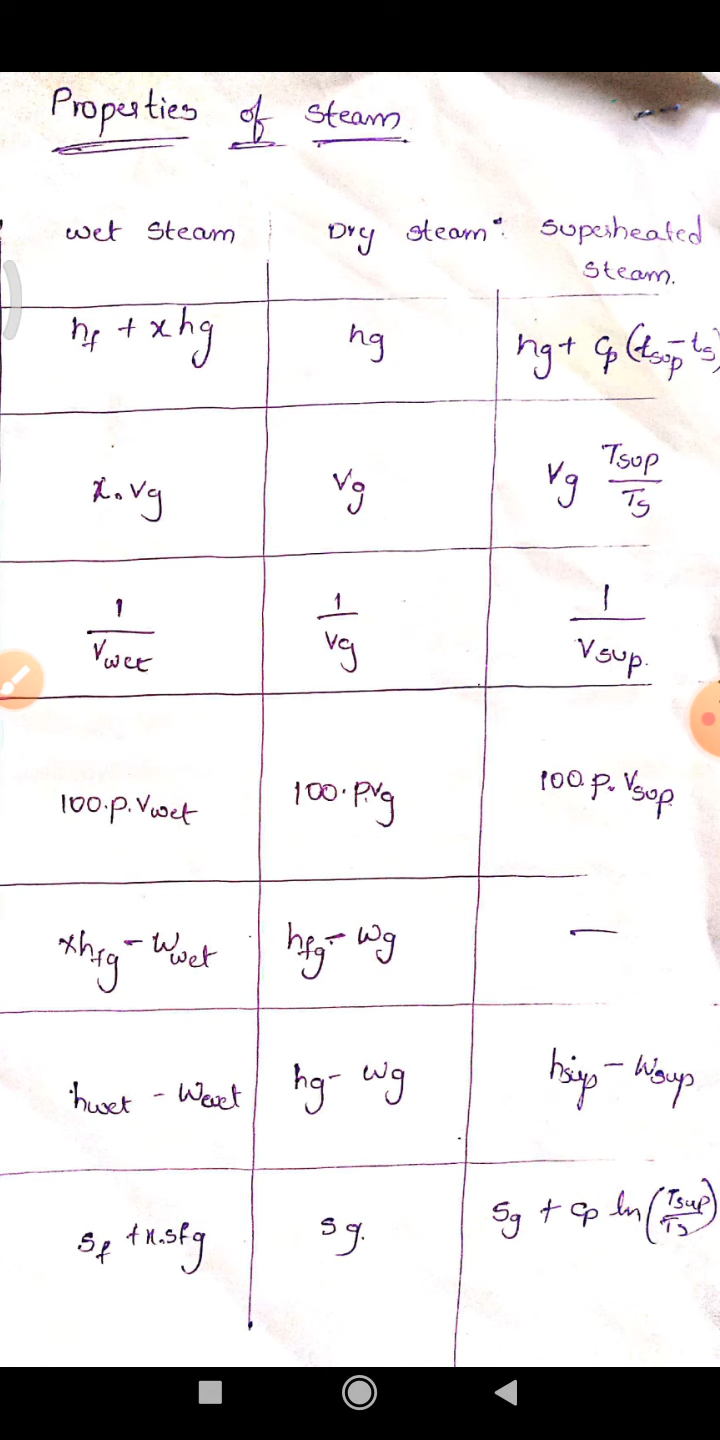 Properties of steam
wet steam Dry steam superheated steam.
hf + x hg hg hg + Cp (tsup - ts)
x. vg vg vg Tsup/Ts
1/Vwet 1/vg 1/Vsup.
100.p.Vwet 100.p.vg 100.p.Vsup
xhfg - Wwet hfg - wg —
hwet - Wwet hg - wg hsup - Wsup
Sf + x.sfg sg. Sg + Cp ln (Tsup/Ts)